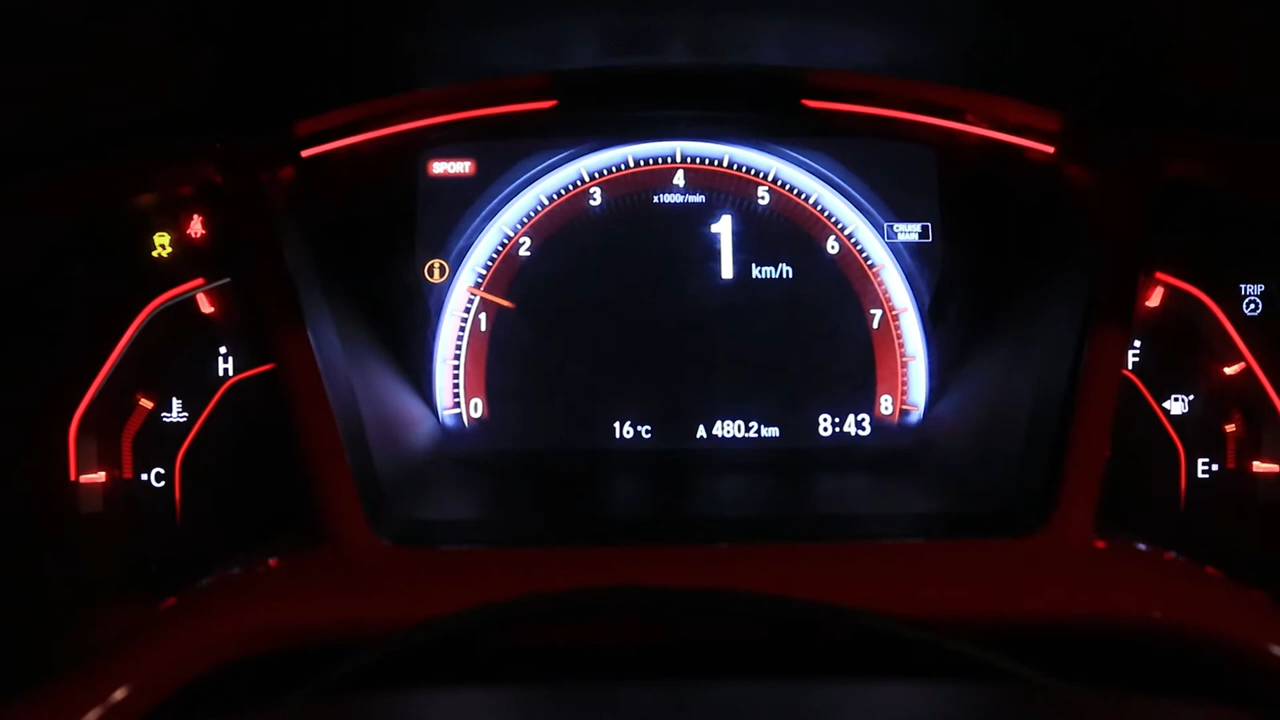 SPORT
0
1
2
3
4
5
6
7
8
x1000r/min
1
km/h
CRUISE
MAIN
16°C
A 480.2 km
8:43
H
C
TRIP
F
E